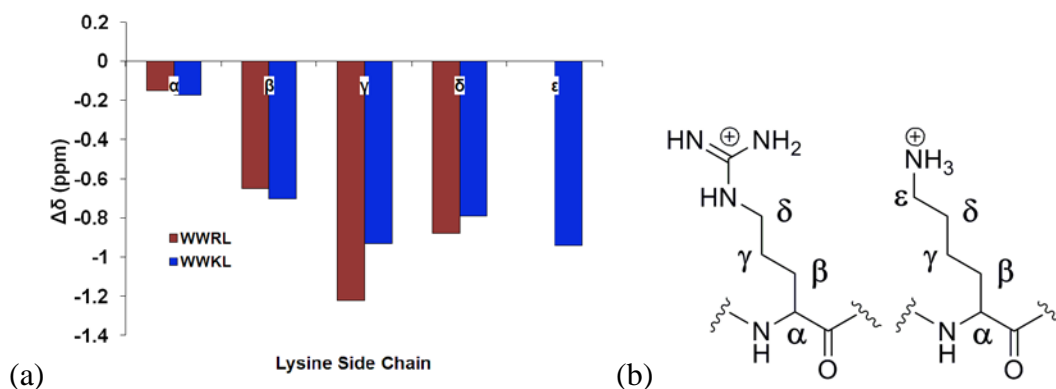 0.2
0
-0.2
-0.4
-0.6
-0.8
-1
-1.2
-1.4
Δδ (ppm)
α
β
γ
δ
ε
WWRL
WWKL
Lysine Side Chain
(a)
HN
NH₂
HN
δ
γ
β
N
H
α
O
NH₃
ε
δ
γ
β
N
H
α
O
(b)